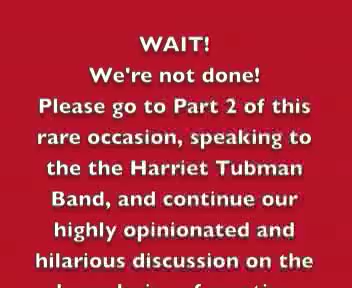 WAIT!
We're not done!
Please go to Part 2 of this
rare occasion, speaking to
the the Harriet Tubman
Band, and continue our
highly opinionated and
hilarious discussion on the